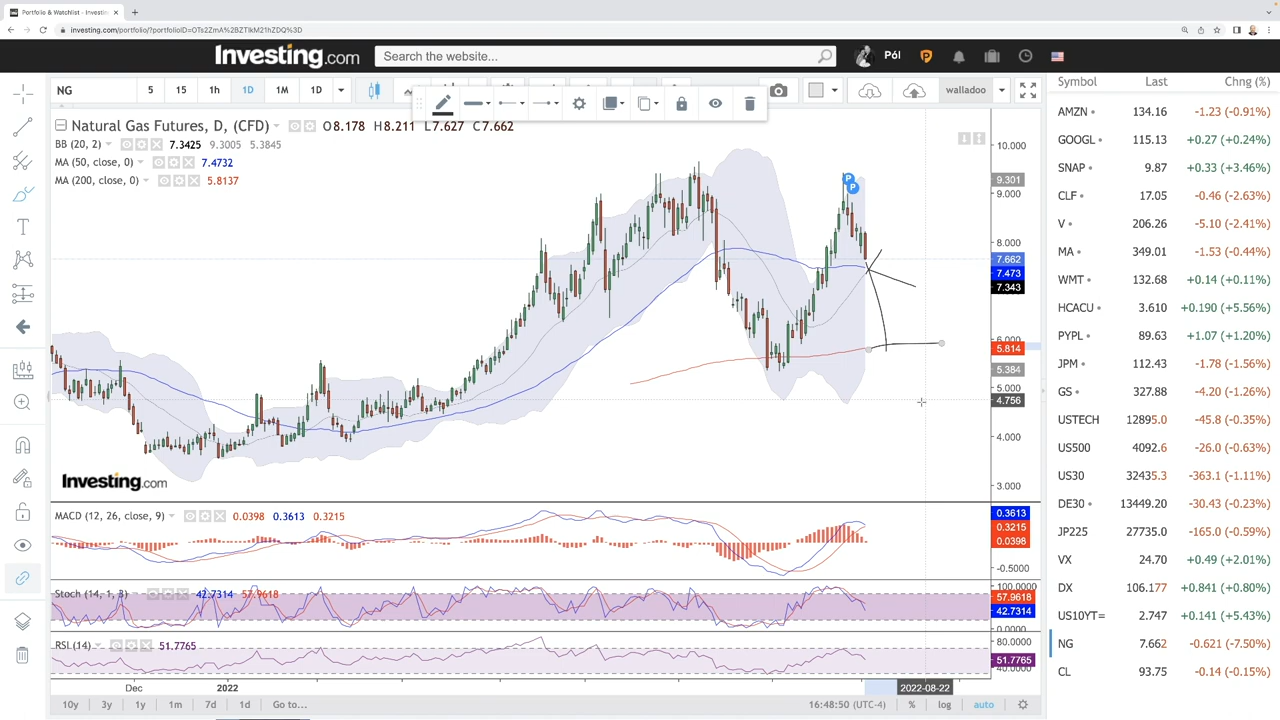 Portfolio & Watchlist - Investin
investing.com/portfolio/?portfolioID=OTs2ZmA%2BZTlkM21hZDQ%3D
Investing.com
Search the website...
Pól
NG
5
15
1h
1D
1M
1D
walladoo
Natural Gas Futures, D, (CFD)
O8.178 H8.211 L7.627 C7.662
BB (20, 2)
7.3425 9.3005 5.3845
MA (50, close, 0)
7.4732
MA (200, close, 0)
5.8137
P
P
10.000
9.301
9.000
8.000
7.662
7.473
7.343
6.000
5.814
5.384
5.000
4.756
4.000
3.000
Investing.com
MACD (12, 26, close, 9)
0.0398 0.3613 0.3215
0.3613
0.3215
0.0398
-0.5000
Stoch (14, 1, 3)
42.7314 57.9618
100.0000
57.9618
42.7314
0.0000
RSI (14)
51.7765
80.0000
51.7765
40.0000
Dec
2022
2022-08-22
10y
3y
1y
1m
7d
1d
Go to...
16:48:50 (UTC-4)
%
log
auto
Symbol Last Chng (%)
AMZN 134.16 -1.23 (-0.91%)
GOOGL 115.13 +0.27 (+0.24%)
SNAP 9.87 +0.33 (+3.46%)
CLF 17.05 -0.46 (-2.63%)
V 206.26 -5.10 (-2.41%)
MA 349.01 -1.53 (-0.44%)
WMT 132.68 +0.14 (+0.11%)
HCACU 3.610 +0.190 (+5.56%)
PYPL 89.63 +1.07 (+1.20%)
JPM 112.43 -1.78 (-1.56%)
GS 327.88 -4.20 (-1.26%)
USTECH 12895.0 -45.8 (-0.35%)
US500 4092.6 -26.0 (-0.63%)
US30 32435.3 -363.1 (-1.11%)
DE30 13449.20 -30.43 (-0.23%)
JP225 27735.0 -165.0 (-0.59%)
VX 24.70 +0.49 (+2.01%)
DX 106.177 +0.841 (+0.80%)
US10YT= 2.747 +0.141 (+5.43%)
NG 7.662 -0.621 (-7.50%)
CL 93.75 -0.14 (-0.15%)